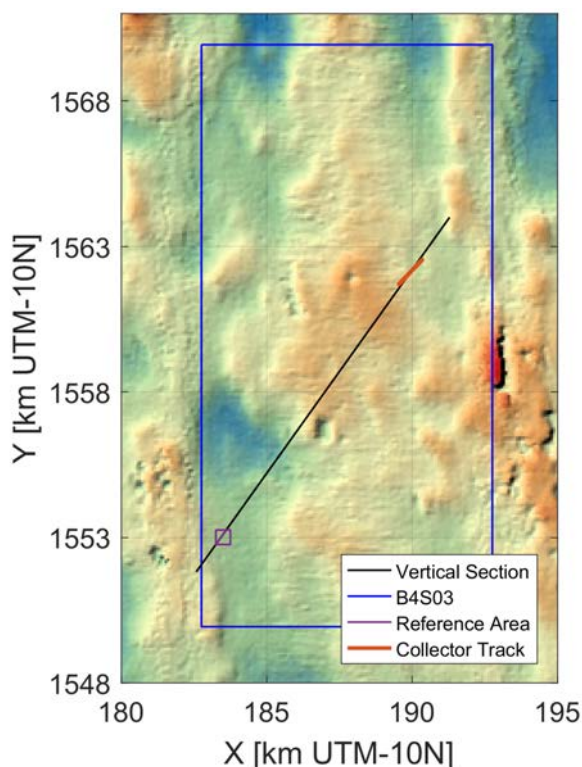 1568
1563
1558
1553
1548
Y [km UTM-10N]
Vertical Section
B4S03
Reference Area
Collector Track
180
185
190
195
X [km UTM-10N]